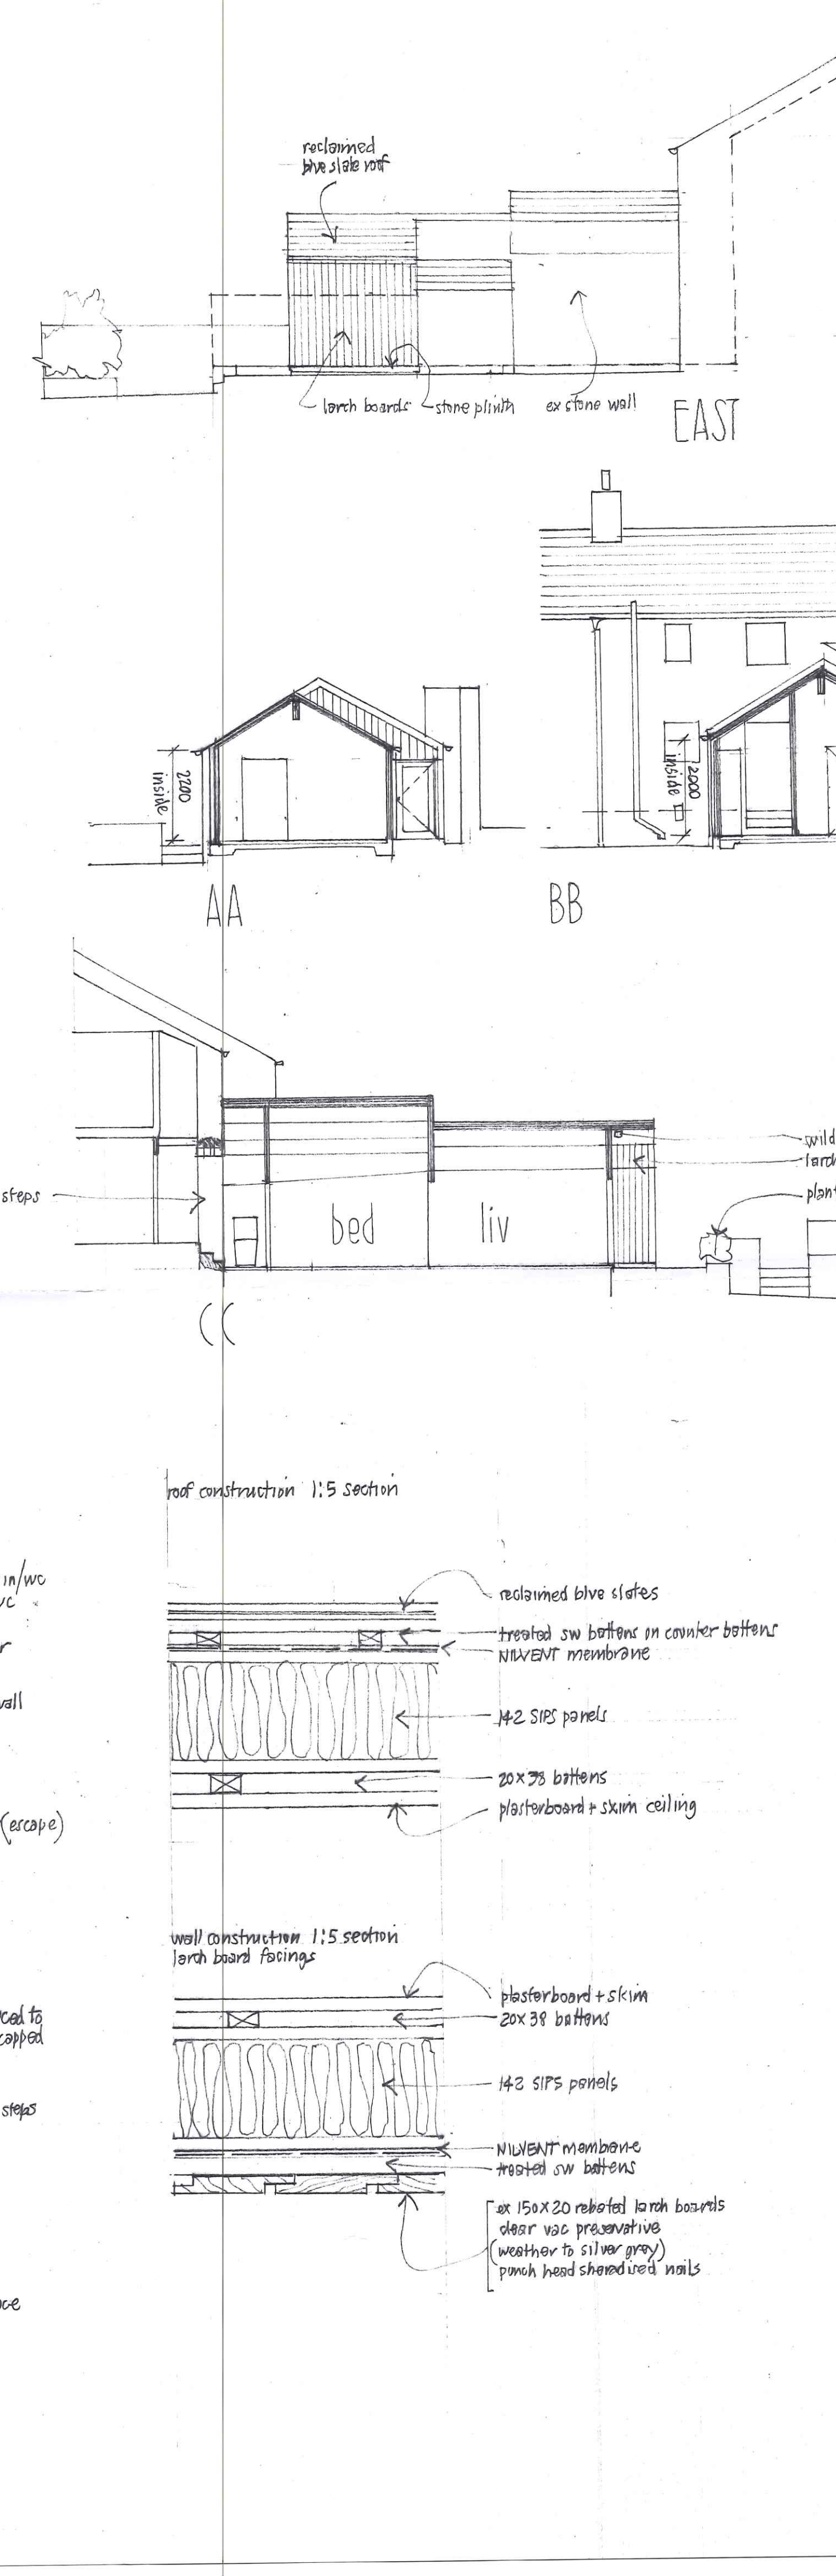 reclaimed
blue slate roof
larch boards
stone plinth
ex stone wall
EAST
2200
inside
2000
inside
AA
BB
wild
larch
plant
steps
bed
liv
CC
roof construction 1:5 section
in/wc
reclaimed blue slates
treated sw battens on counter battens
NILVENT membrane
142 SIPS panels
20x38 battens
plasterboard + skim ceiling
(escape)
wall construction 1:5 section
larch board facings
plasterboard + skim
20x38 battens
142 SIPS panels
steps
NILVENT membrane
treated sw battens
ex 150x20 rebated larch boards
clear vac preservative
(weather to silver grey)
punch head sheradised nails